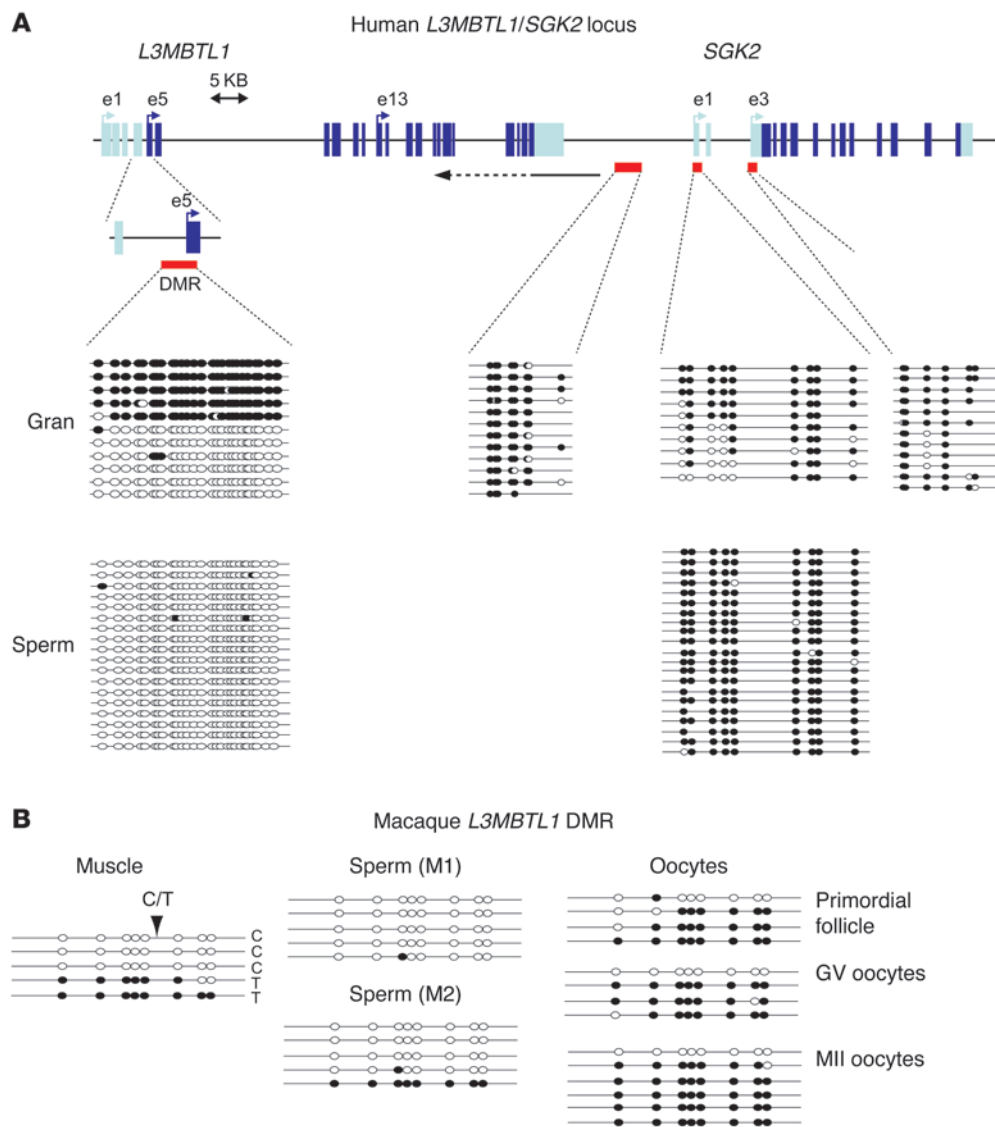 A
Human L3MBTL1/SGK2 locus
L3MBTL1
SGK2
5 KB
e1
e5
e13
e1
e3
e5
DMR
Gran
Sperm
B
Macaque L3MBTL1 DMR
Muscle
Sperm (M1)
Oocytes
C/T
C
C
C
T
T
Primordial
follicle
GV oocytes
Sperm (M2)
MII oocytes